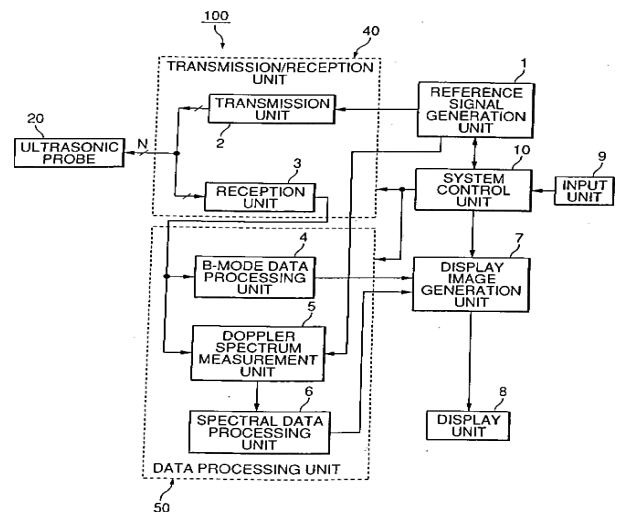 100
40
TRANSMISSION/RECEPTION
UNIT
1
REFERENCE
SIGNAL
GENERATION
UNIT
TRANSMISSION
UNIT
2
20
ULTRASONIC
PROBE
N
3
RECEPTION
UNIT
10
SYSTEM
CONTROL
UNIT
9
INPUT
UNIT
4
B-MODE DATA
PROCESSING
UNIT
7
DISPLAY
IMAGE
GENERATION
UNIT
5
DOPPLER
SPECTRUM
MEASUREMENT
UNIT
6
SPECTRAL DATA
PROCESSING
UNIT
8
DISPLAY
UNIT
DATA PROCESSING UNIT
50